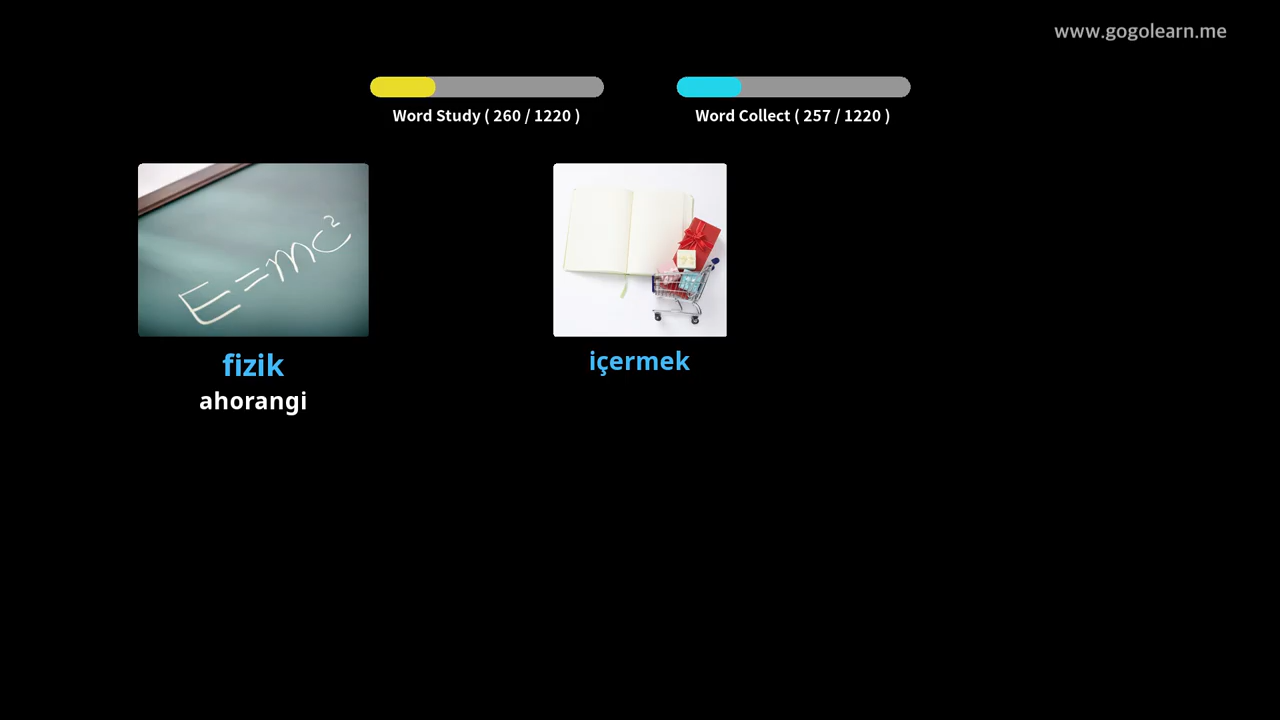 www.gogolearn.me
Word Study ( 260 / 1220 )
Word Collect ( 257 / 1220 )
E=mc²
fizik
ahorangi
içermek